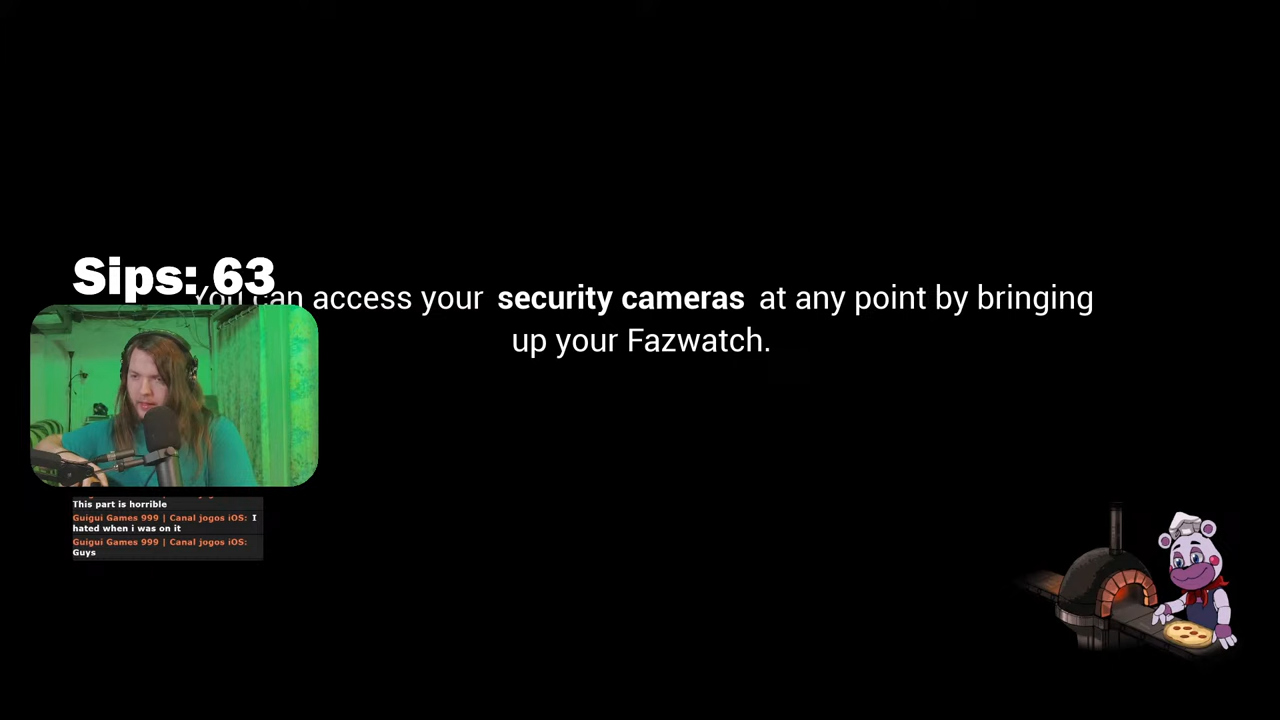 Sips: 63
You can access your security cameras at any point by bringing
up your Fazwatch.
This part is horrible
Guigui Games 999 | Canal jogos iOS: I
hated when i was on it
Guigui Games 999 | Canal jogos iOS:
Guys